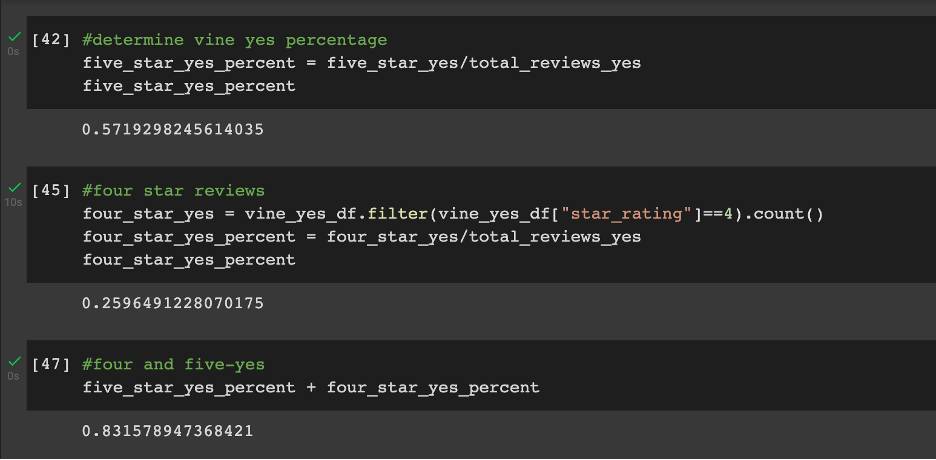 [42] #determine vine yes percentage
0s five_star_yes_percent = five_star_yes/total_reviews_yes
five_star_yes_percent
0.5719298245614035
[45] #four star reviews
10s four_star_yes = vine_yes_df.filter(vine_yes_df["star_rating"]==4).count()
four_star_yes_percent = four_star_yes/total_reviews_yes
four_star_yes_percent
0.2596491228070175
[47] #four and five-yes
0s five_star_yes_percent + four_star_yes_percent
0.831578947368421